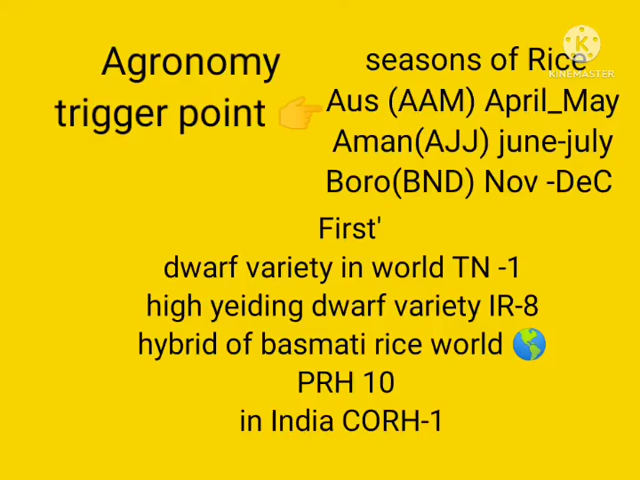 Agronomy
trigger point 👉
seasons of Rice
KINEMASTER
Aus (AAM) April_May
Aman(AJJ) june-july
Boro(BND) Nov -DeC
First'
dwarf variety in world TN -1
high yeiding dwarf variety IR-8
hybrid of basmati rice world 🌎
PRH 10
in India CORH-1